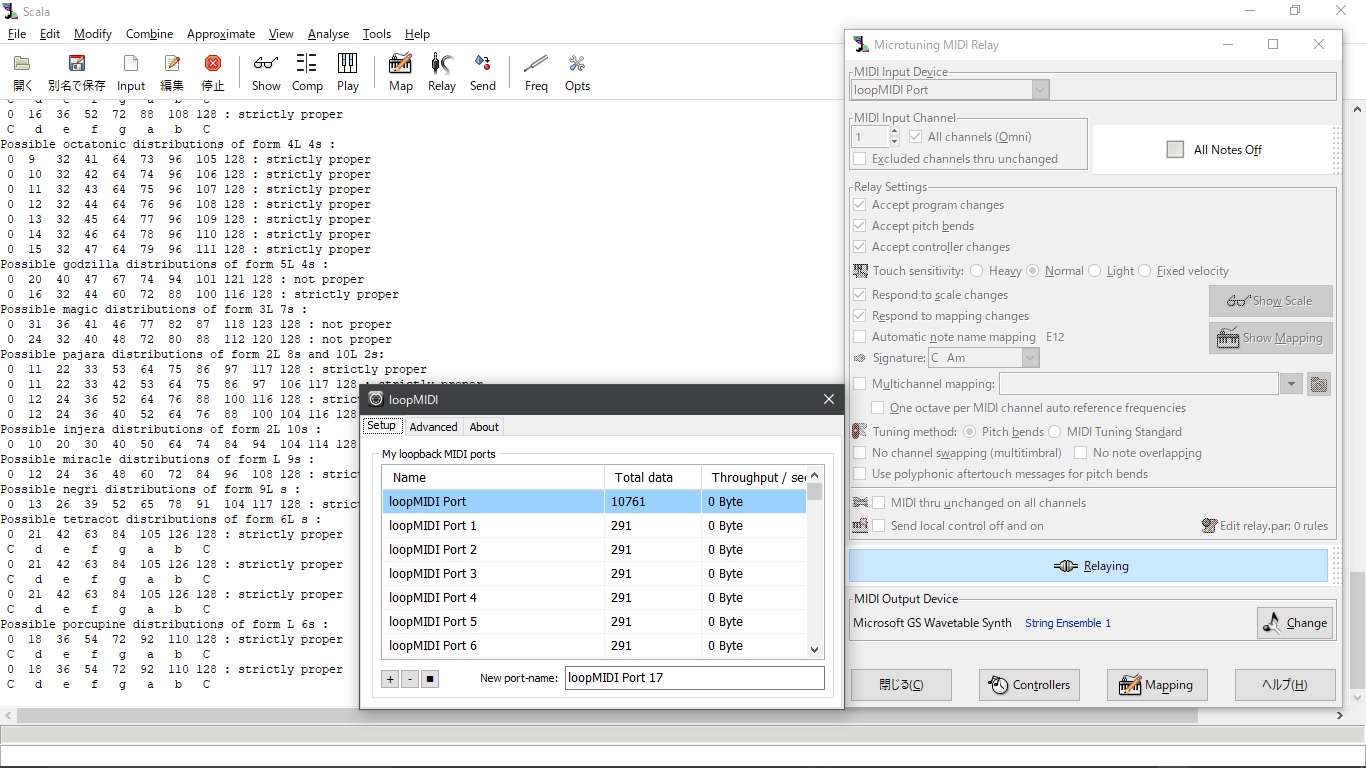 Scala
File Edit Modify Combine Approximate View Analyse Tools Help
開く 別名で保存 Input 編集 停止 Show Comp Play Map Relay Send Freq Opts
C d e f g a b C
0 16 36 52 72 88 108 128 : strictly proper
C d e f g a b C
Possible octatonic distributions of form 4L 4s :
0 9 32 41 64 73 96 105 128 : strictly proper
0 10 32 42 64 74 96 106 128 : strictly proper
0 11 32 43 64 75 96 107 128 : strictly proper
0 12 32 44 64 76 96 108 128 : strictly proper
0 13 32 45 64 77 96 109 128 : strictly proper
0 14 32 46 64 78 96 110 128 : strictly proper
0 15 32 47 64 79 96 111 128 : strictly proper
Possible godzilla distributions of form 5L 4s :
0 20 40 47 67 74 94 101 121 128 : not proper
0 16 32 44 60 72 88 100 116 128 : strictly proper
Possible magic distributions of form 3L 7s :
0 31 36 41 46 77 82 87 118 123 128 : not proper
0 24 32 40 48 72 80 88 112 120 128 : not proper
Possible pajara distributions of form 2L 8s and 10L 2s:
0 11 22 33 53 64 75 86 97 117 128 : strictly proper
0 11 22 33 42 53 64 75 86 97 106 117 128 : strictly proper
0 12 24 36 52 64 76 88 100 116 128 : strict
0 12 24 36 40 52 64 76 88 100 104 116 128
Possible injera distributions of form 2L 10s :
0 10 20 30 40 50 64 74 84 94 104 114 128
Possible miracle distributions of form L 9s :
0 12 24 36 48 60 72 84 96 108 128 : strict
Possible negri distributions of form 9L s :
0 13 26 39 52 65 78 91 104 117 128 : strict
Possible tetracot distributions of form 6L s :
0 21 42 63 84 105 126 128 : strictly proper
C d e f g a b C
0 21 42 63 84 105 126 128 : strictly proper
C d e f g a b C
0 21 42 63 84 105 126 128 : strictly proper
C d e f g a b C
Possible porcupine distributions of form L 6s :
0 18 36 54 72 92 110 128 : strictly proper
C d e f g a b C
0 18 36 54 72 92 110 128 : strictly proper
C d e f g a b C
loopMIDI
Setup Advanced About
My loopback MIDI ports
Name Total data Throughput / se
loopMIDI Port 10761 0 Byte
loopMIDI Port 1 291 0 Byte
loopMIDI Port 2 291 0 Byte
loopMIDI Port 3 291 0 Byte
loopMIDI Port 4 291 0 Byte
loopMIDI Port 5 291 0 Byte
loopMIDI Port 6 291 0 Byte
+ - New port-name: loopMIDI Port 17
Microtuning MIDI Relay
MIDI Input Device
loopMIDI Port
MIDI Input Channel
1 All channels (Omni)
Excluded channels thru unchanged
All Notes Off
Relay Settings
Accept program changes
Accept pitch bends
Accept controller changes
Touch sensitivity: Heavy Normal Light Fixed velocity
Respond to scale changes
Show Scale
Respond to mapping changes
Automatic note name mapping E12
Show Mapping
Signature: C Am
Multichannel mapping:
One octave per MIDI channel auto reference frequencies
Tuning method: Pitch bends MIDI Tuning Standard
No channel swapping (multitimbral) No note overlapping
Use polyphonic aftertouch messages for pitch bends
MIDI thru unchanged on all channels
Send local control off and on Edit relay.par: 0 rules
Relaying
MIDI Output Device
Microsoft GS Wavetable Synth String Ensemble 1 Change
閉じる(C) Controllers Mapping ヘルプ(H)